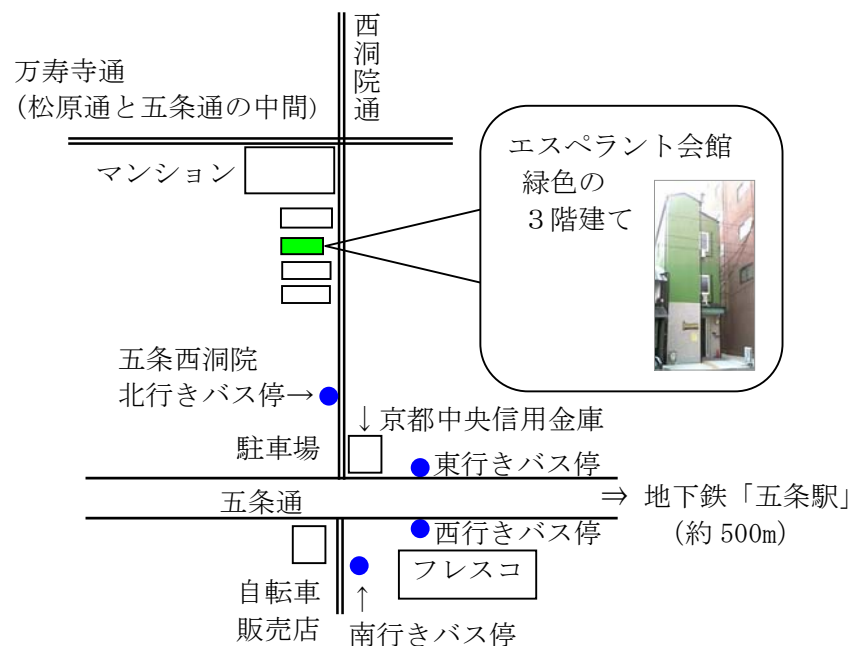 西洞院通
万寿寺通
(松原通と五条通の中間)
マンション
エスペラント会館
緑色の
3階建て
五条西洞院
北行きバス停→
↓京都中央信用金庫
駐車場
東行きバス停
五条通
⇒ 地下鉄「五条駅」
(約500m)
西行きバス停
フレスコ
自転車
販売店
↑
南行きバス停